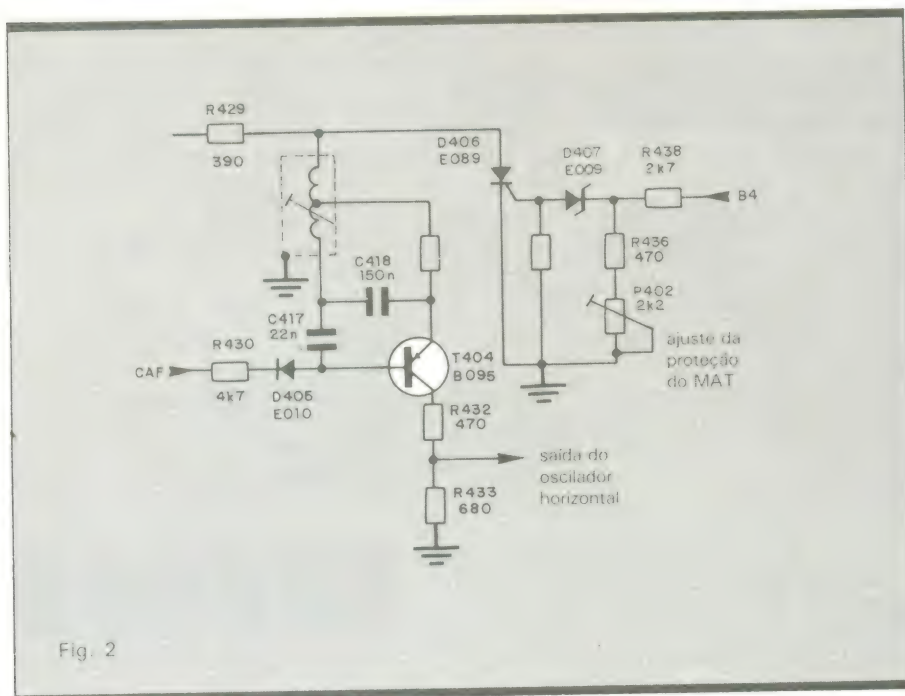 R429
390
D406
E089
D407
E009
R438
2k7
B4
R436
470
P402
2k2
ajuste da
proteção
do MAT
C418
150n
C417
22n
R430
CAF
4k7
D405
E010
T404
B095
R432
470
saída do
oscilador
horizontal
R433
680
Fig. 2